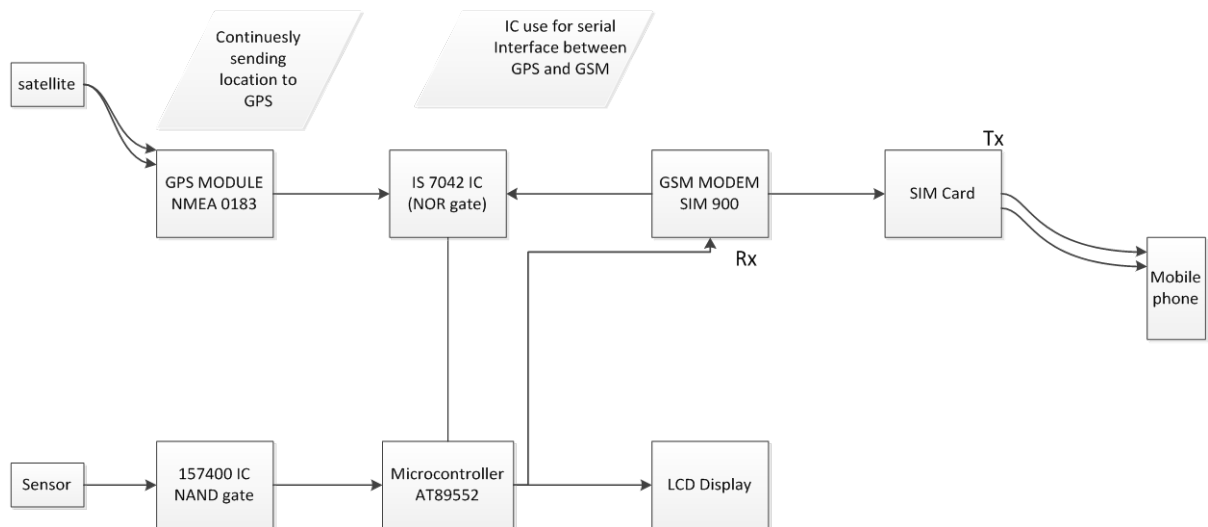 Continuesly
sending
location to
GPS
IC use for serial
Interface between
GPS and GSM
satellite
GPS MODULE
NMEA 0183
IS 7042 IC
(NOR gate)
GSM MODEM
SIM 900
Tx
SIM Card
Rx
Mobile
phone
Sensor
157400 IC
NAND gate
Microcontroller
AT89552
LCD Display